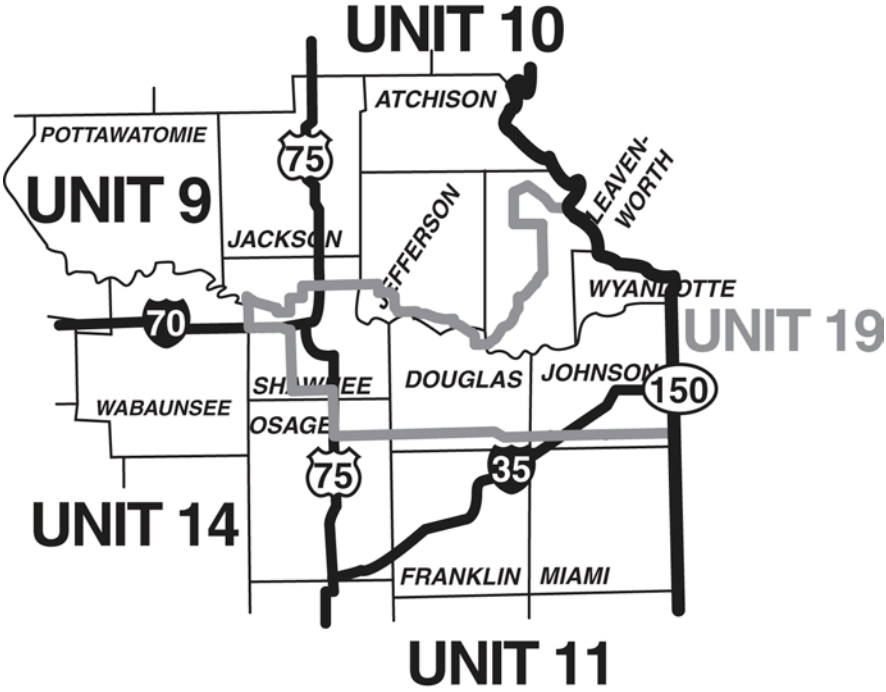 UNIT 10
ATCHISON
POTTAWATOMIE
75
LEAVEN-
WORTH
UNIT 9
JEFFERSON
JACKSON
WYANDOTTE
70
UNIT 19
SHAWNEE
DOUGLAS
JOHNSON
150
WABAUNSEE
OSAGE
75
35
UNIT 14
FRANKLIN
MIAMI
UNIT 11